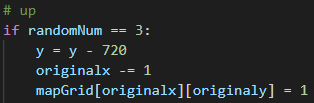 # up
if randomNum == 3:
    y = y - 720
    originalx -= 1
    mapGrid[originalx][originaly] = 1